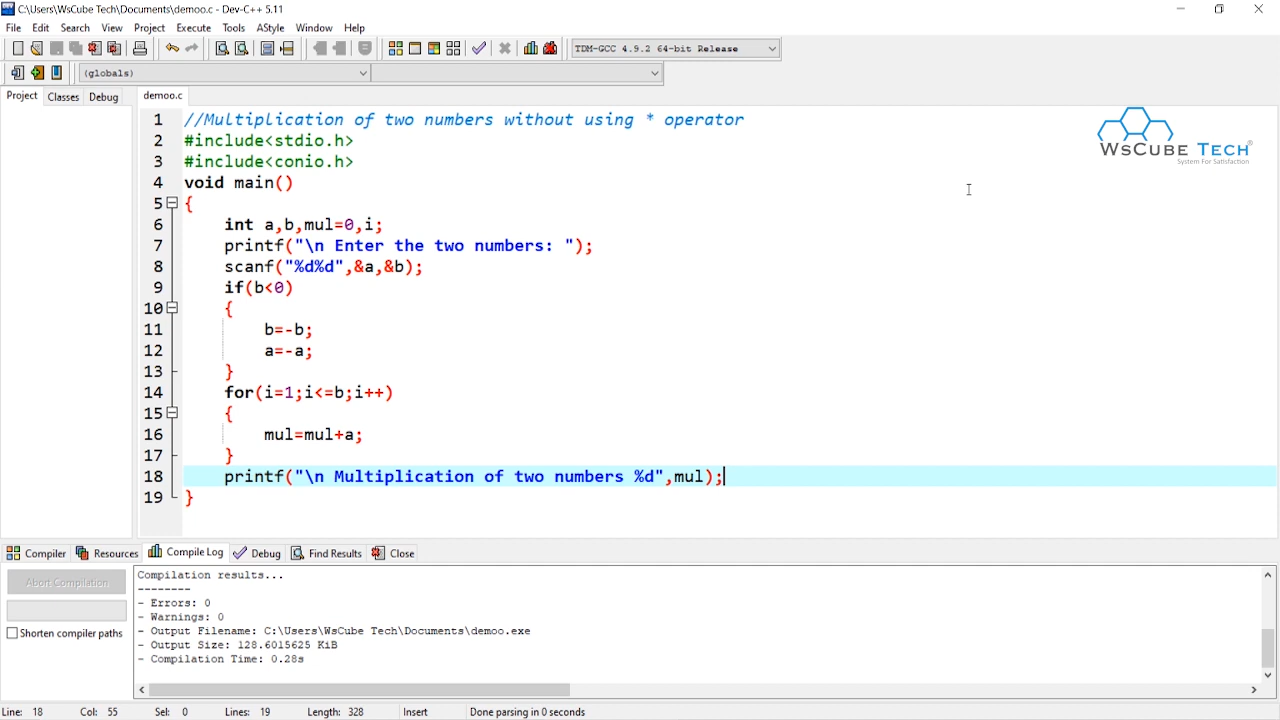 C:\Users\WsCube Tech\Documents\demoo.c - Dev-C++ 5.11
File Edit Search View Project Execute Tools AStyle Window Help
TDM-GCC 4.9.2 64-bit Release
(globals)
Project Classes Debug demoo.c
1 //Multiplication of two numbers without using * operator
2 #include<stdio.h>
3 #include<conio.h>
4 void main()
5 {
6 int a,b,mul=0,i;
7 printf("\n Enter the two numbers: ");
8 scanf("%d%d",&a,&b);
9 if(b<0)
10 {
11 b=-b;
12 a=-a;
13 }
14 for(i=1;i<=b;i++)
15 {
16 mul=mul+a;
17 }
18 printf("\n Multiplication of two numbers %d",mul);
19 }
WSCUBE TECH®
System For Satisfaction
Compiler Resources Compile Log Debug Find Results Close
Abort Compilation
Shorten compiler paths
Compilation results...
--------
- Errors: 0
- Warnings: 0
- Output Filename: C:\Users\WsCube Tech\Documents\demoo.exe
- Output Size: 128.6015625 KiB
- Compilation Time: 0.28s
Line: 18 Col: 55 Sel: 0 Lines: 19 Length: 328 Insert Done parsing in 0 seconds